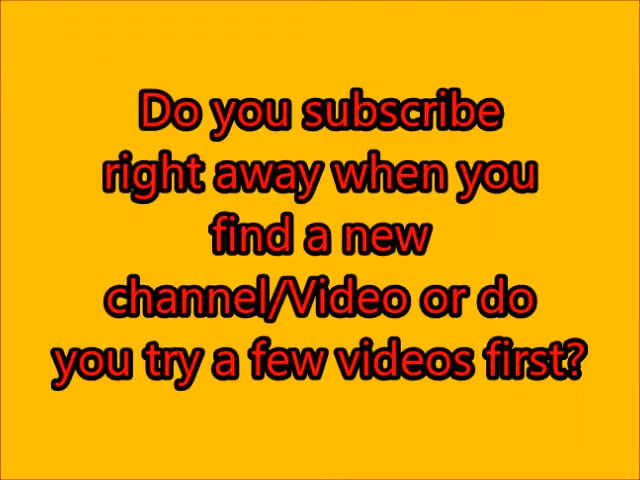 Do you subscribe
right away when you
find a new
channel/Video or do
you try a few videos first?